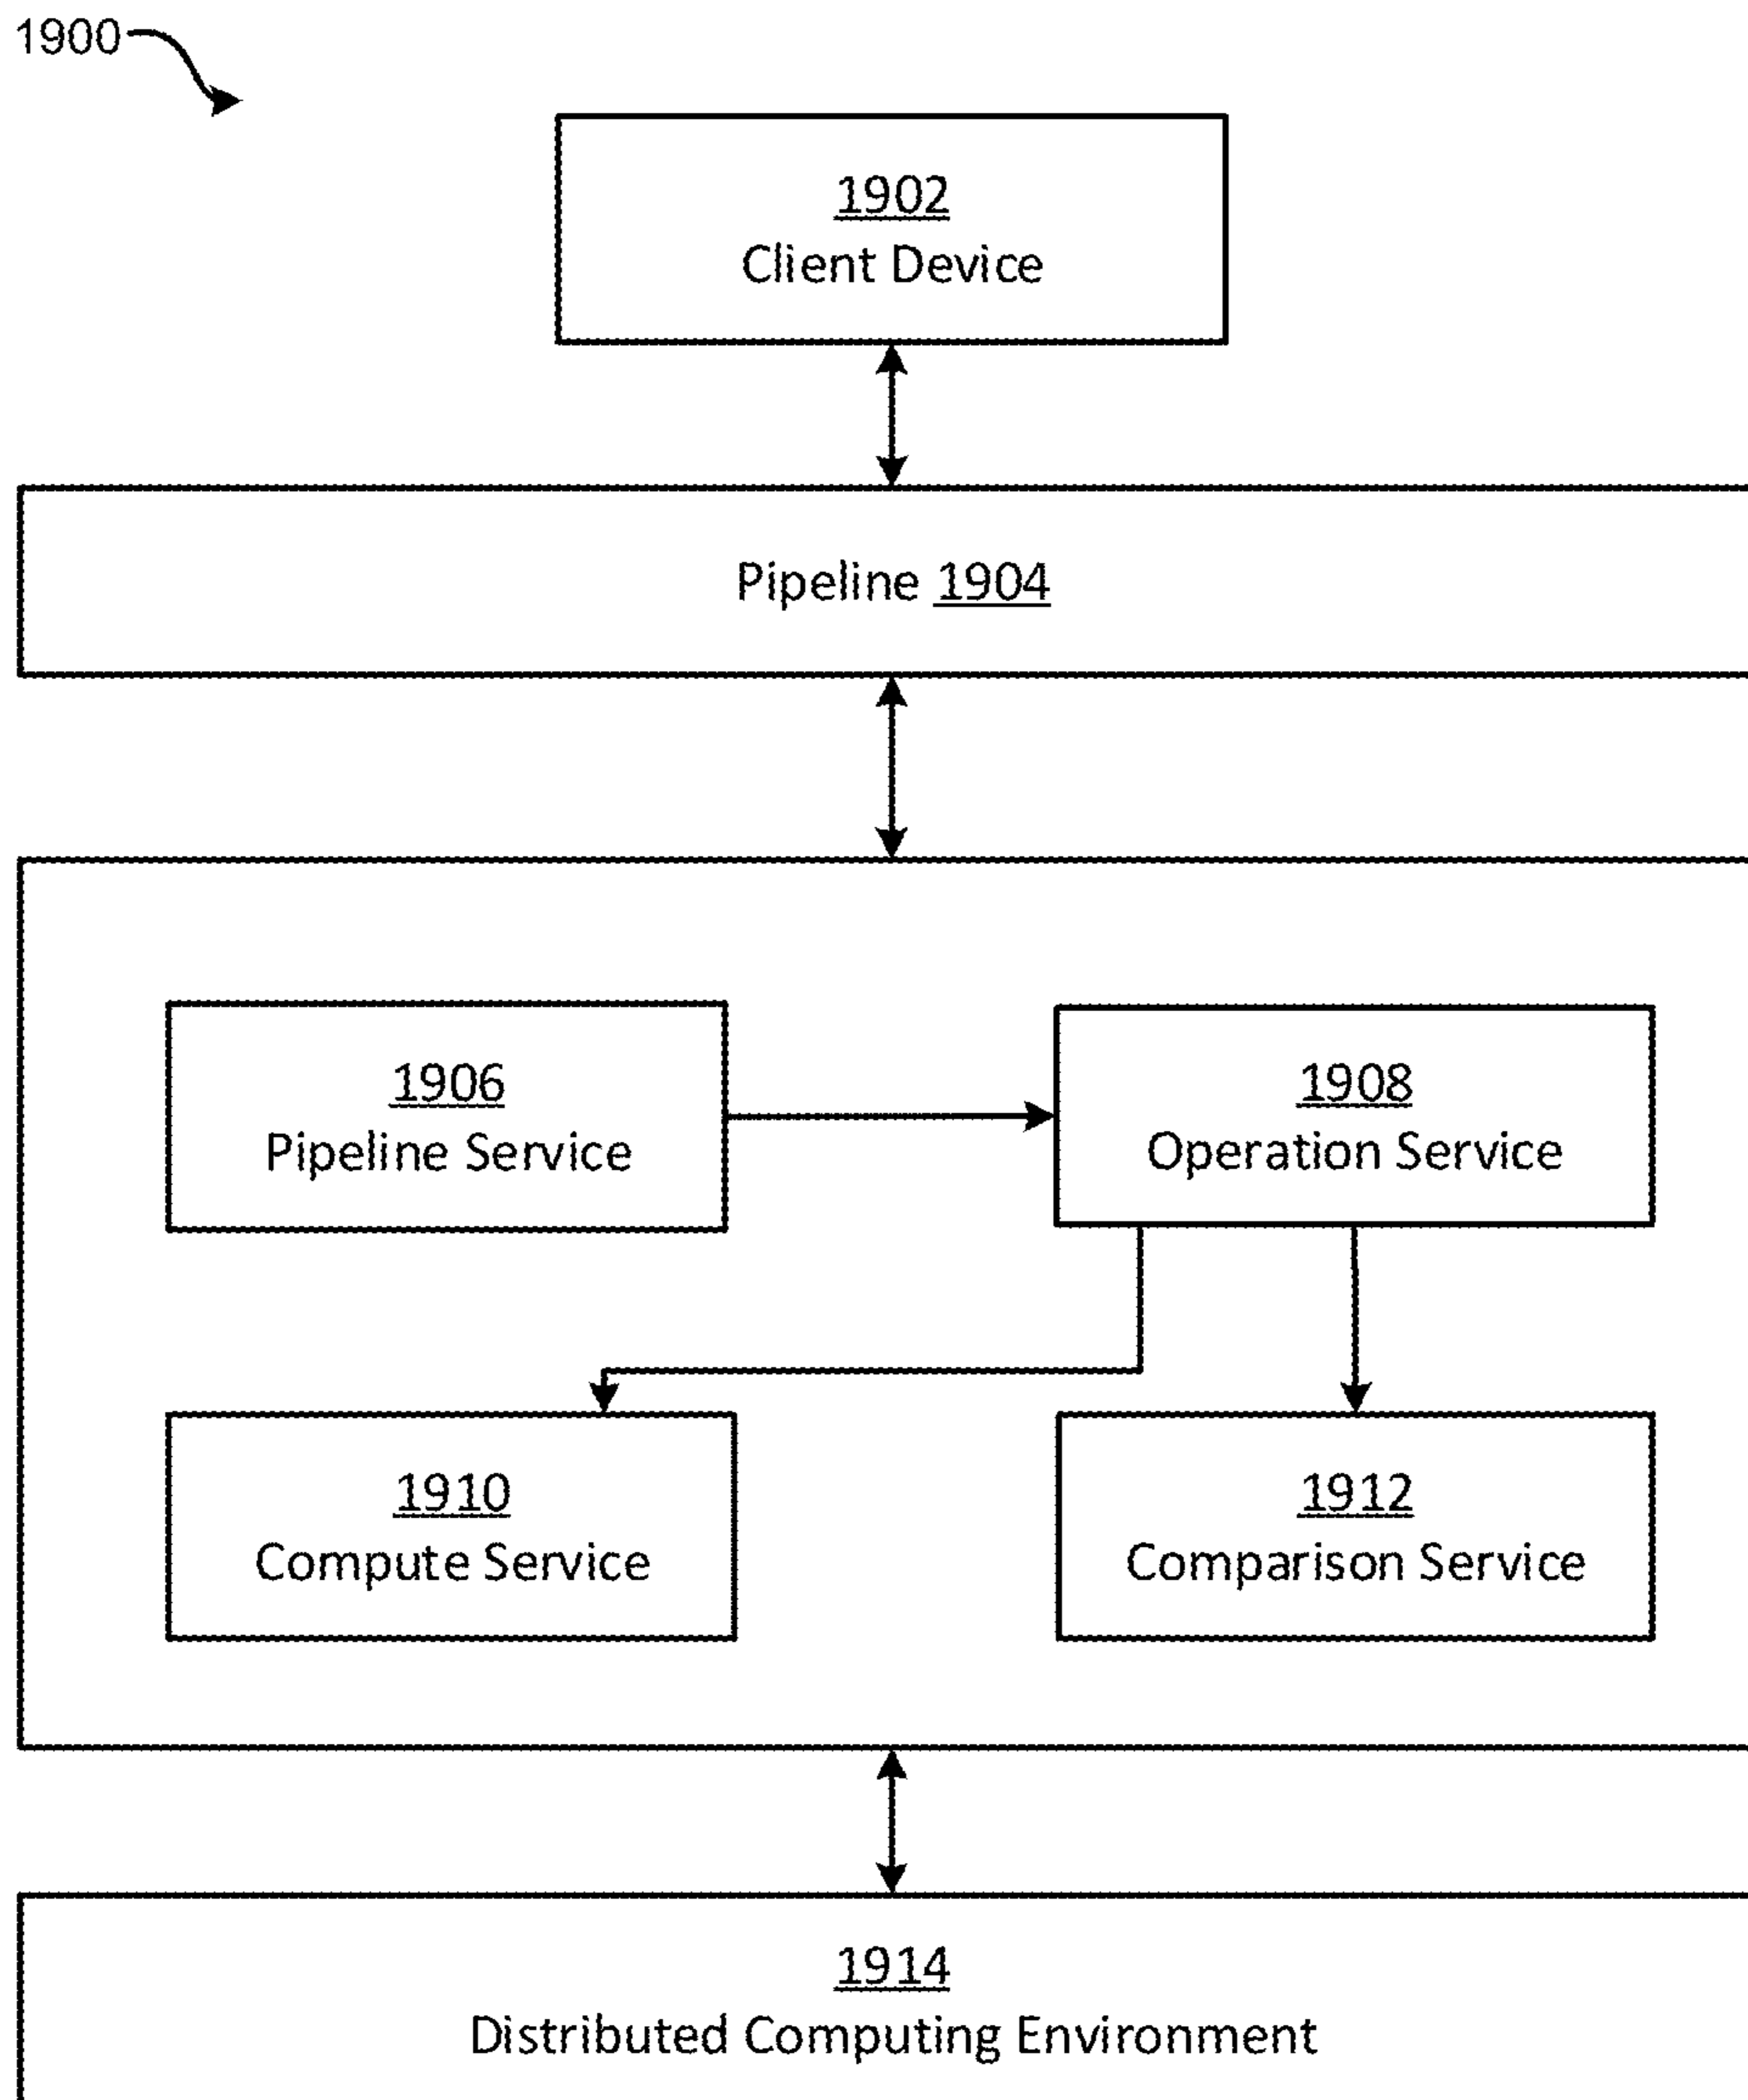 1900
1902
Client Device
Pipeline 1904
1906
Pipeline Service
1908
Operation Service
1910
Compute Service
1912
Comparison Service
1914
Distributed Computing Environment